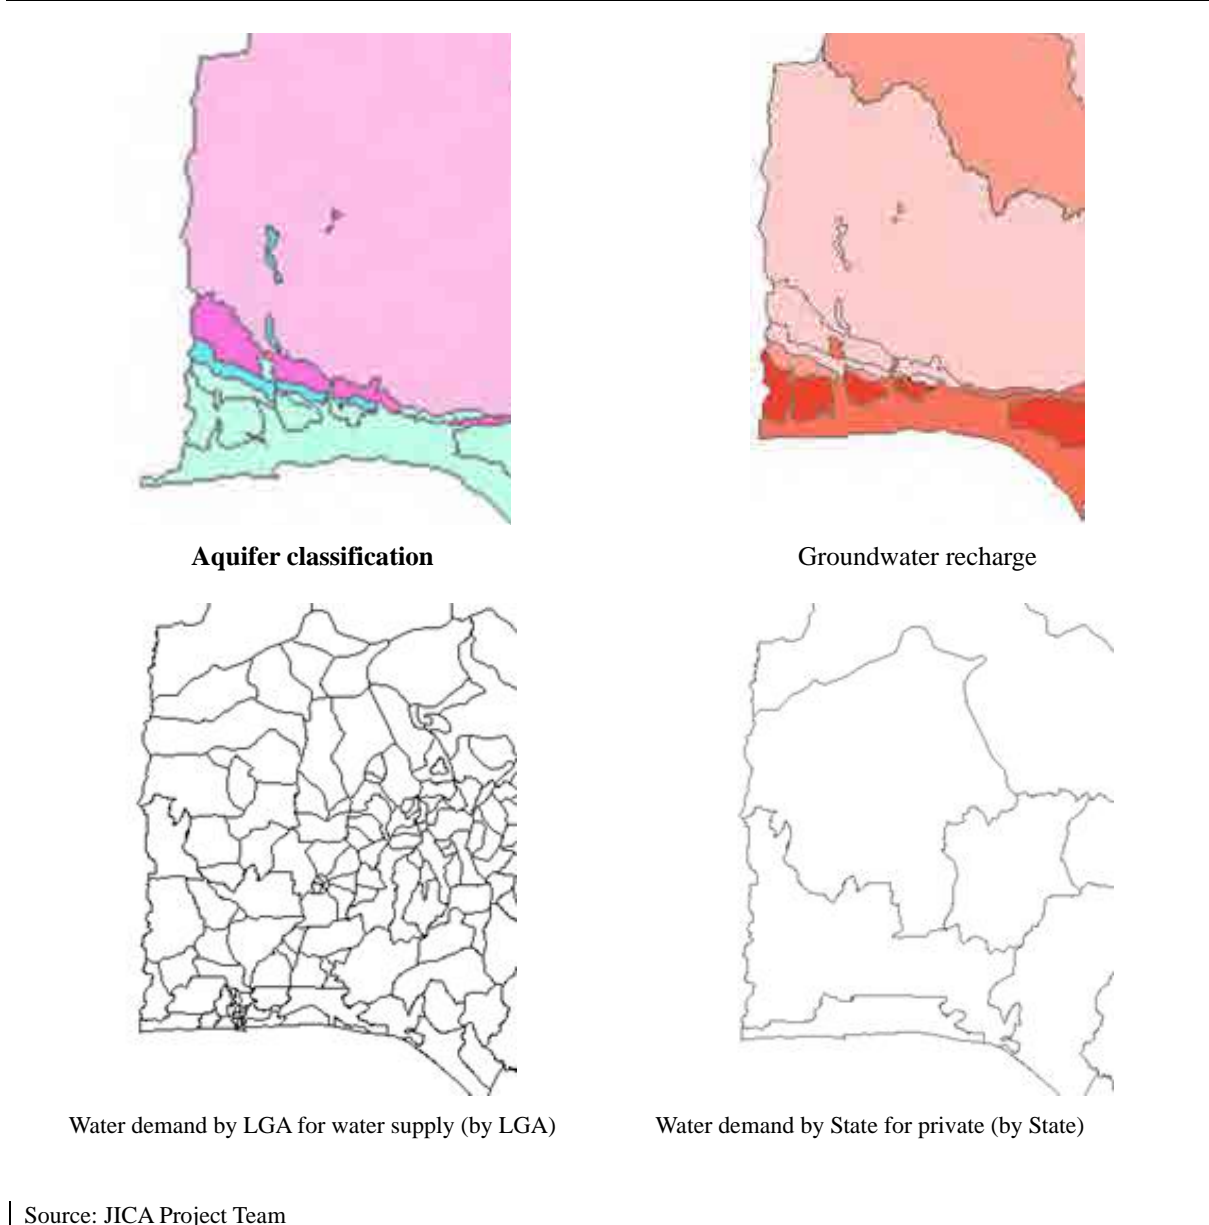 Aquifer classification
Groundwater recharge
Water demand by LGA for water supply (by LGA)
Water demand by State for private (by State)
Source: JICA Project Team